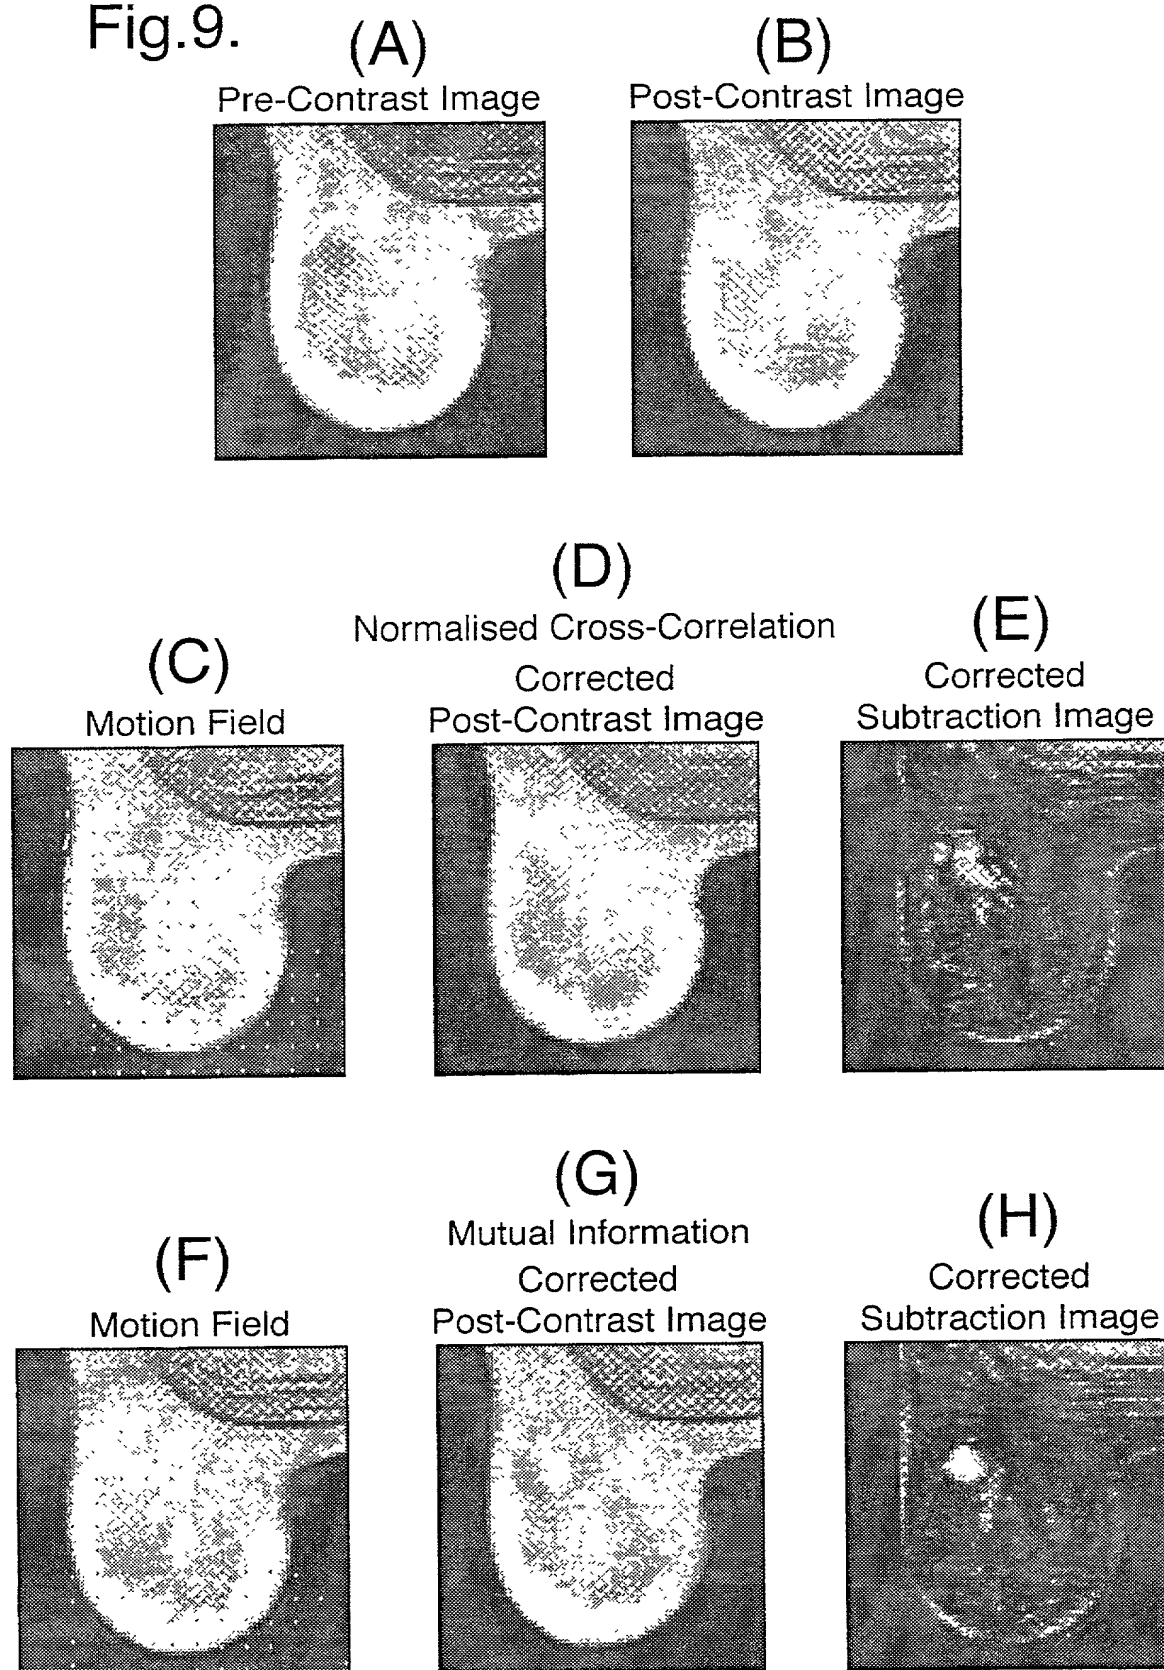 Fig.9.
(A)
Pre-Contrast Image
(B)
Post-Contrast Image
(C)
Motion Field
(D)
Normalised Cross-Correlation
Corrected
Post-Contrast Image
(E)
Corrected
Subtraction Image
(F)
Motion Field
(G)
Mutual Information
Corrected
Post-Contrast Image
(H)
Corrected
Subtraction Image